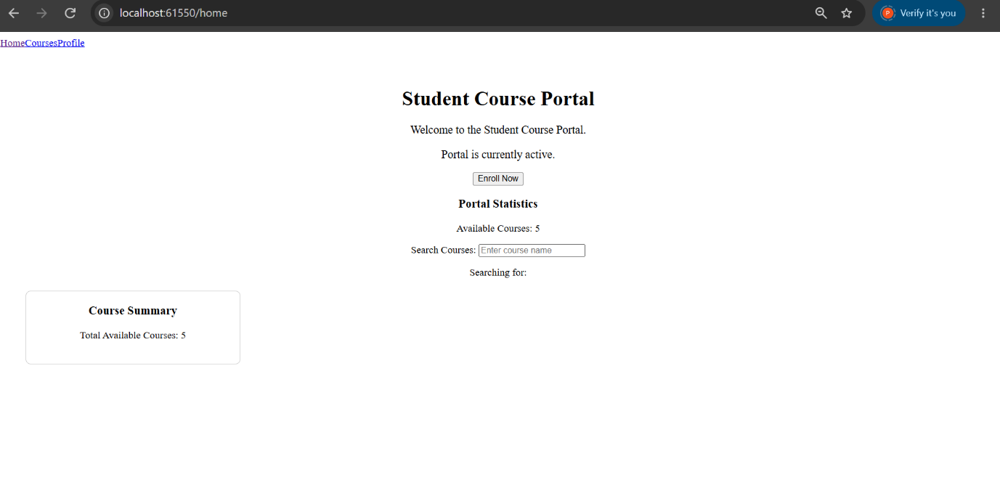 localhost:61550/home
P
Verify it's you
HomeCoursesProfile
Student Course Portal
Welcome to the Student Course Portal.
Portal is currently active.
Enroll Now
Portal Statistics
Available Courses: 5
Search Courses: Enter course name
Searching for:
Course Summary
Total Available Courses: 5